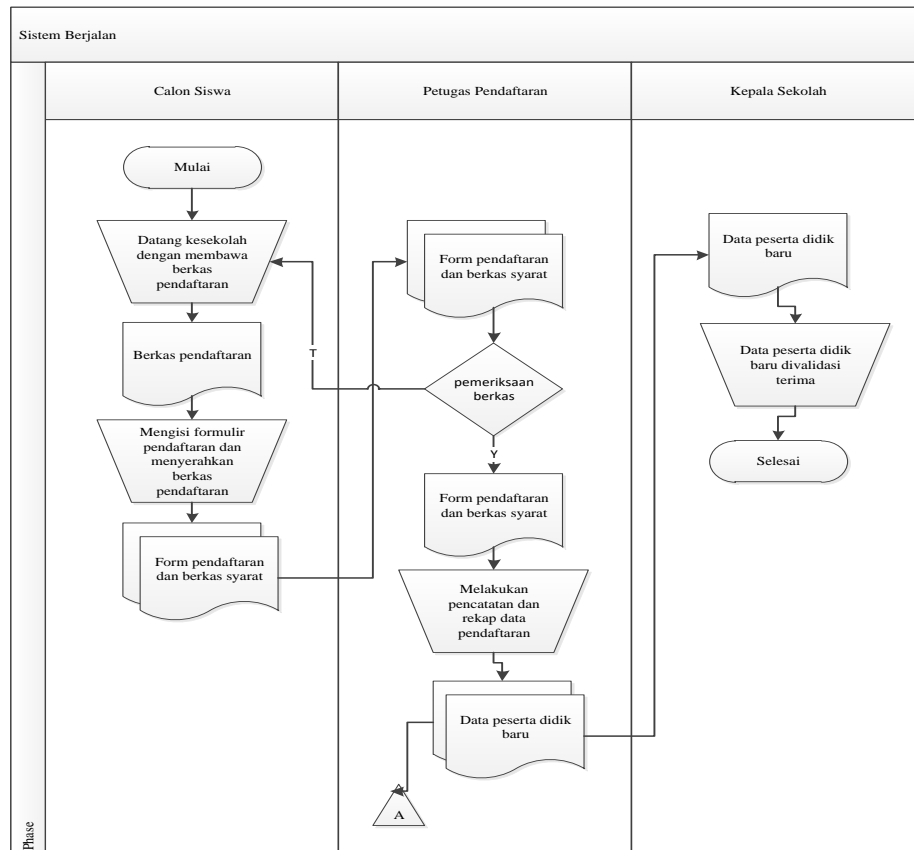 Sistem Berjalan
Phase
Calon Siswa
Petugas Pendaftaran
Kepala Sekolah
Mulai
Datang kesekolah
dengan membawa
berkas
pendaftaran
Berkas pendaftaran
Mengisi formulir
pendaftaran dan
menyerahkan
berkas
pendaftaran
Form pendaftaran
dan berkas syarat
Form pendaftaran
dan berkas syarat
pemeriksaan
berkas
T
Y
Form pendaftaran
dan berkas syarat
Melakukan
pencatatan dan
rekap data
pendaftaran
Data peserta didik
baru
A
Data peserta didik
baru
Data peserta didik
baru divalidasi
terima
Selesai